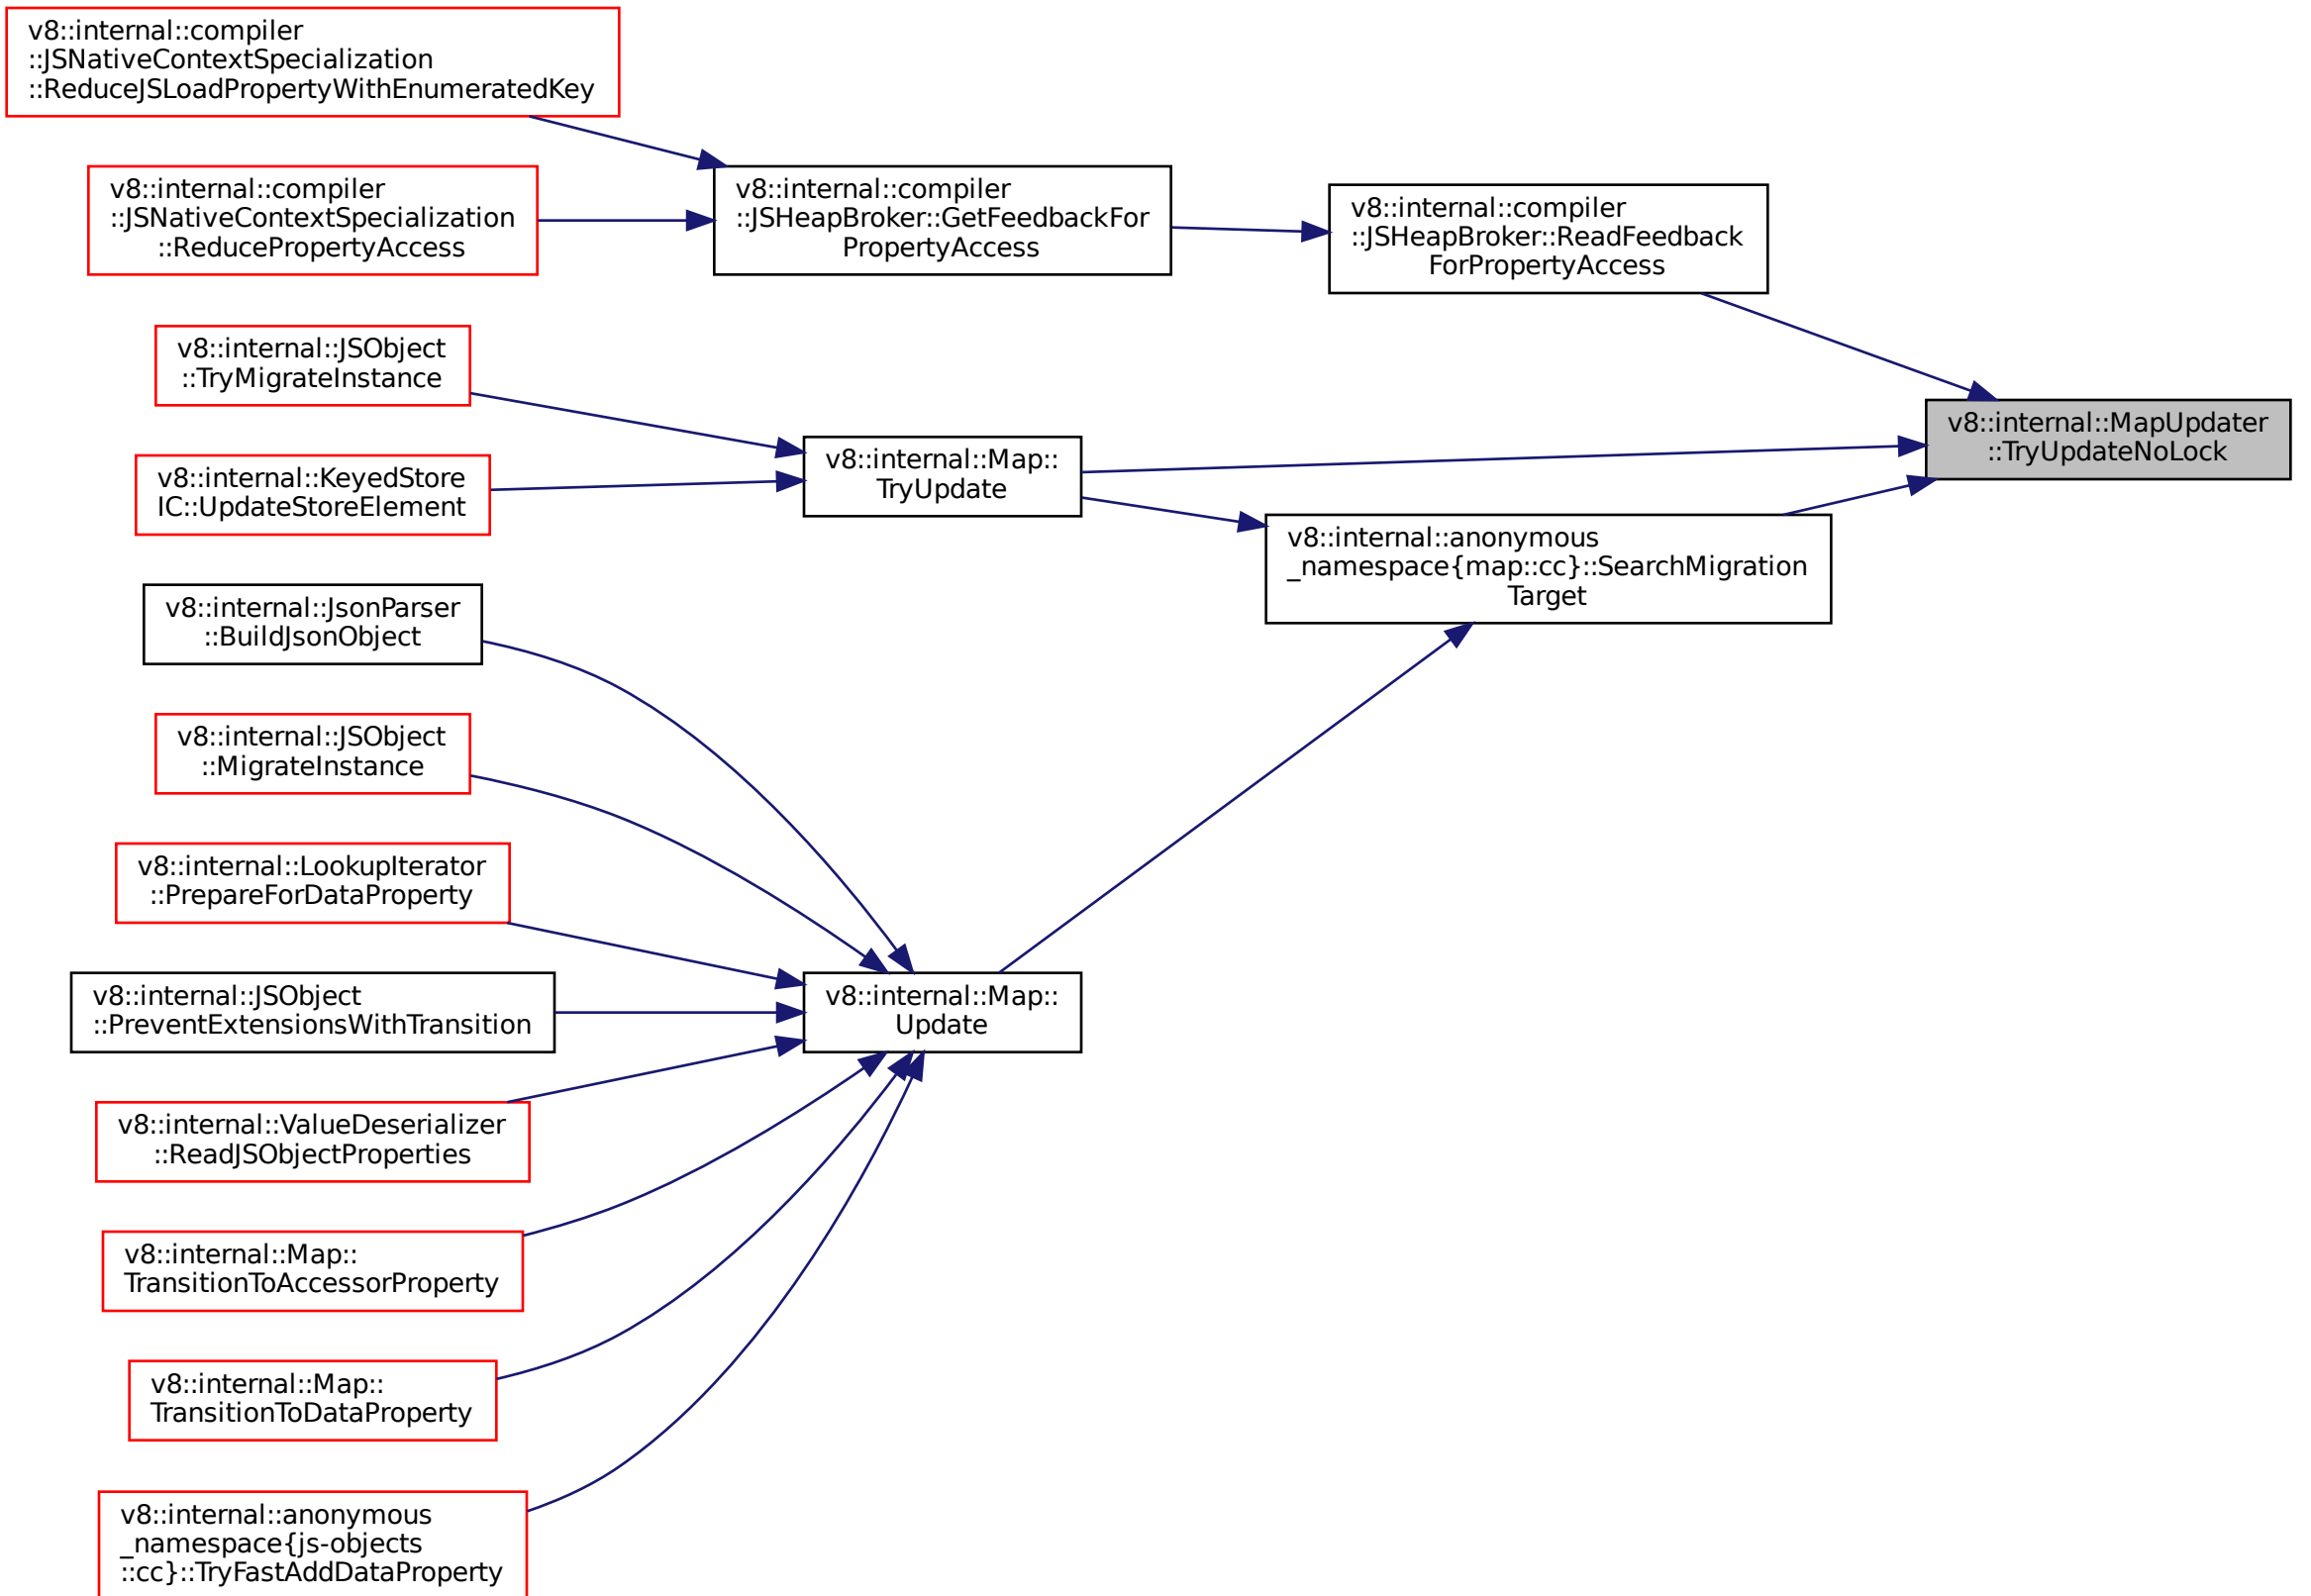 v8::internal::compiler
::JSNativeContextSpecialization
::ReduceJSLoadPropertyWithEnumeratedKey
v8::internal::compiler
::JSNativeContextSpecialization
::ReducePropertyAccess
v8::internal::compiler
::JSHeapBroker::GetFeedbackFor
PropertyAccess
v8::internal::compiler
::JSHeapBroker::ReadFeedback
ForPropertyAccess
v8::internal::JSObject
::TryMigrateInstance
v8::internal::KeyedStore
IC::UpdateStoreElement
v8::internal::Map::
TryUpdate
v8::internal::MapUpdater
::TryUpdateNoLock
v8::internal::anonymous
_namespace{map::cc}::SearchMigration
Target
v8::internal::JsonParser
::BuildJsonObject
v8::internal::JSObject
::MigrateInstance
v8::internal::LookupIterator
::PrepareForDataProperty
v8::internal::JSObject
::PreventExtensionsWithTransition
v8::internal::Map::
Update
v8::internal::ValueDeserializer
::ReadJSObjectProperties
v8::internal::Map::
TransitionToAccessorProperty
v8::internal::Map::
TransitionToDataProperty
v8::internal::anonymous
_namespace{js-objects
::cc}::TryFastAddDataProperty